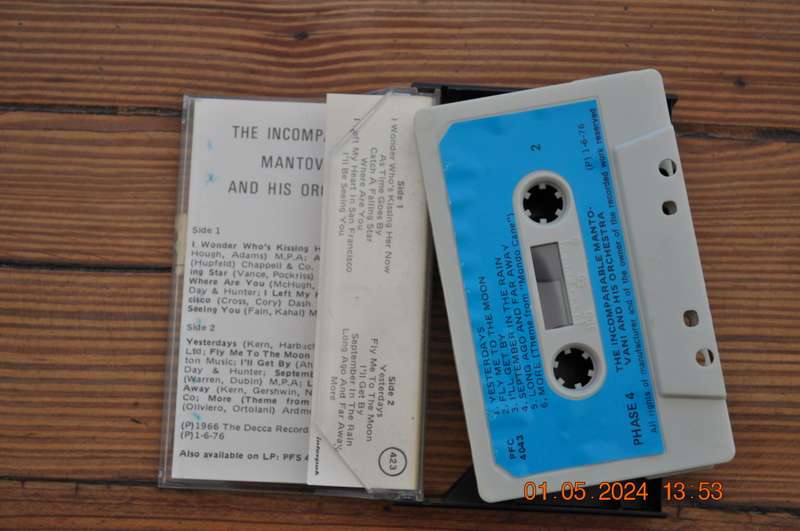 THE INCOMPA
MANTOV
AND HIS OR
Side 1
I Wonder Who's Kissing H
Hough, Adams) M.P.A; A
(Hupfeld) Chappell & Co.
ing Star (Vance, Pockriss)
Where Are You (McHugh,
Day & Hunter; I Left My H
cisco (Cross, Cory) Dash
Seeing You (Fain, Kahal) M
Side 2
Yesterdays (Kern, Harbuc
Ltd; Fly Me To The Moon
ton Music; I'll Get By (Ah
Day & Hunter; Septem
(Warren, Dubin) M.P.A; L
Away (Kern, Gershwin, N
Co; More (Theme from
(Oliviero, Ortolani) Ardm
(P) 1966 The Decca Record
(P) 1-6-76
Also available on LP: PFS 4
Side 1
I Wonder Who's Kissing Her Now
As Time Goes By
Catch A Falling Star
Where Are You
I Left My Heart In San Francisco
I'll Be Seeing You
Side 2
Yesterdays
Fly Me To The Moon
I'll Get By
September In The Rain
Long Ago And Far Away
More
423
interpak
2
(P) 1-6-76
1. YESTERDAYS
2. FLY ME TO THE MOON
3. I'LL GET BY
4. SEPTEMBER IN THE RAIN
5. LONG AGO AND FAR AWAY
6. MORE (Theme from "Mondo Cane")
PFC
4043
THE INCOMPARABLE MANTO-
VANI AND HIS ORCHESTRA
PHASE 4
All rights of manufacturer and of the owner of the recorded work reserved
100 50
01.05.2024 13:53